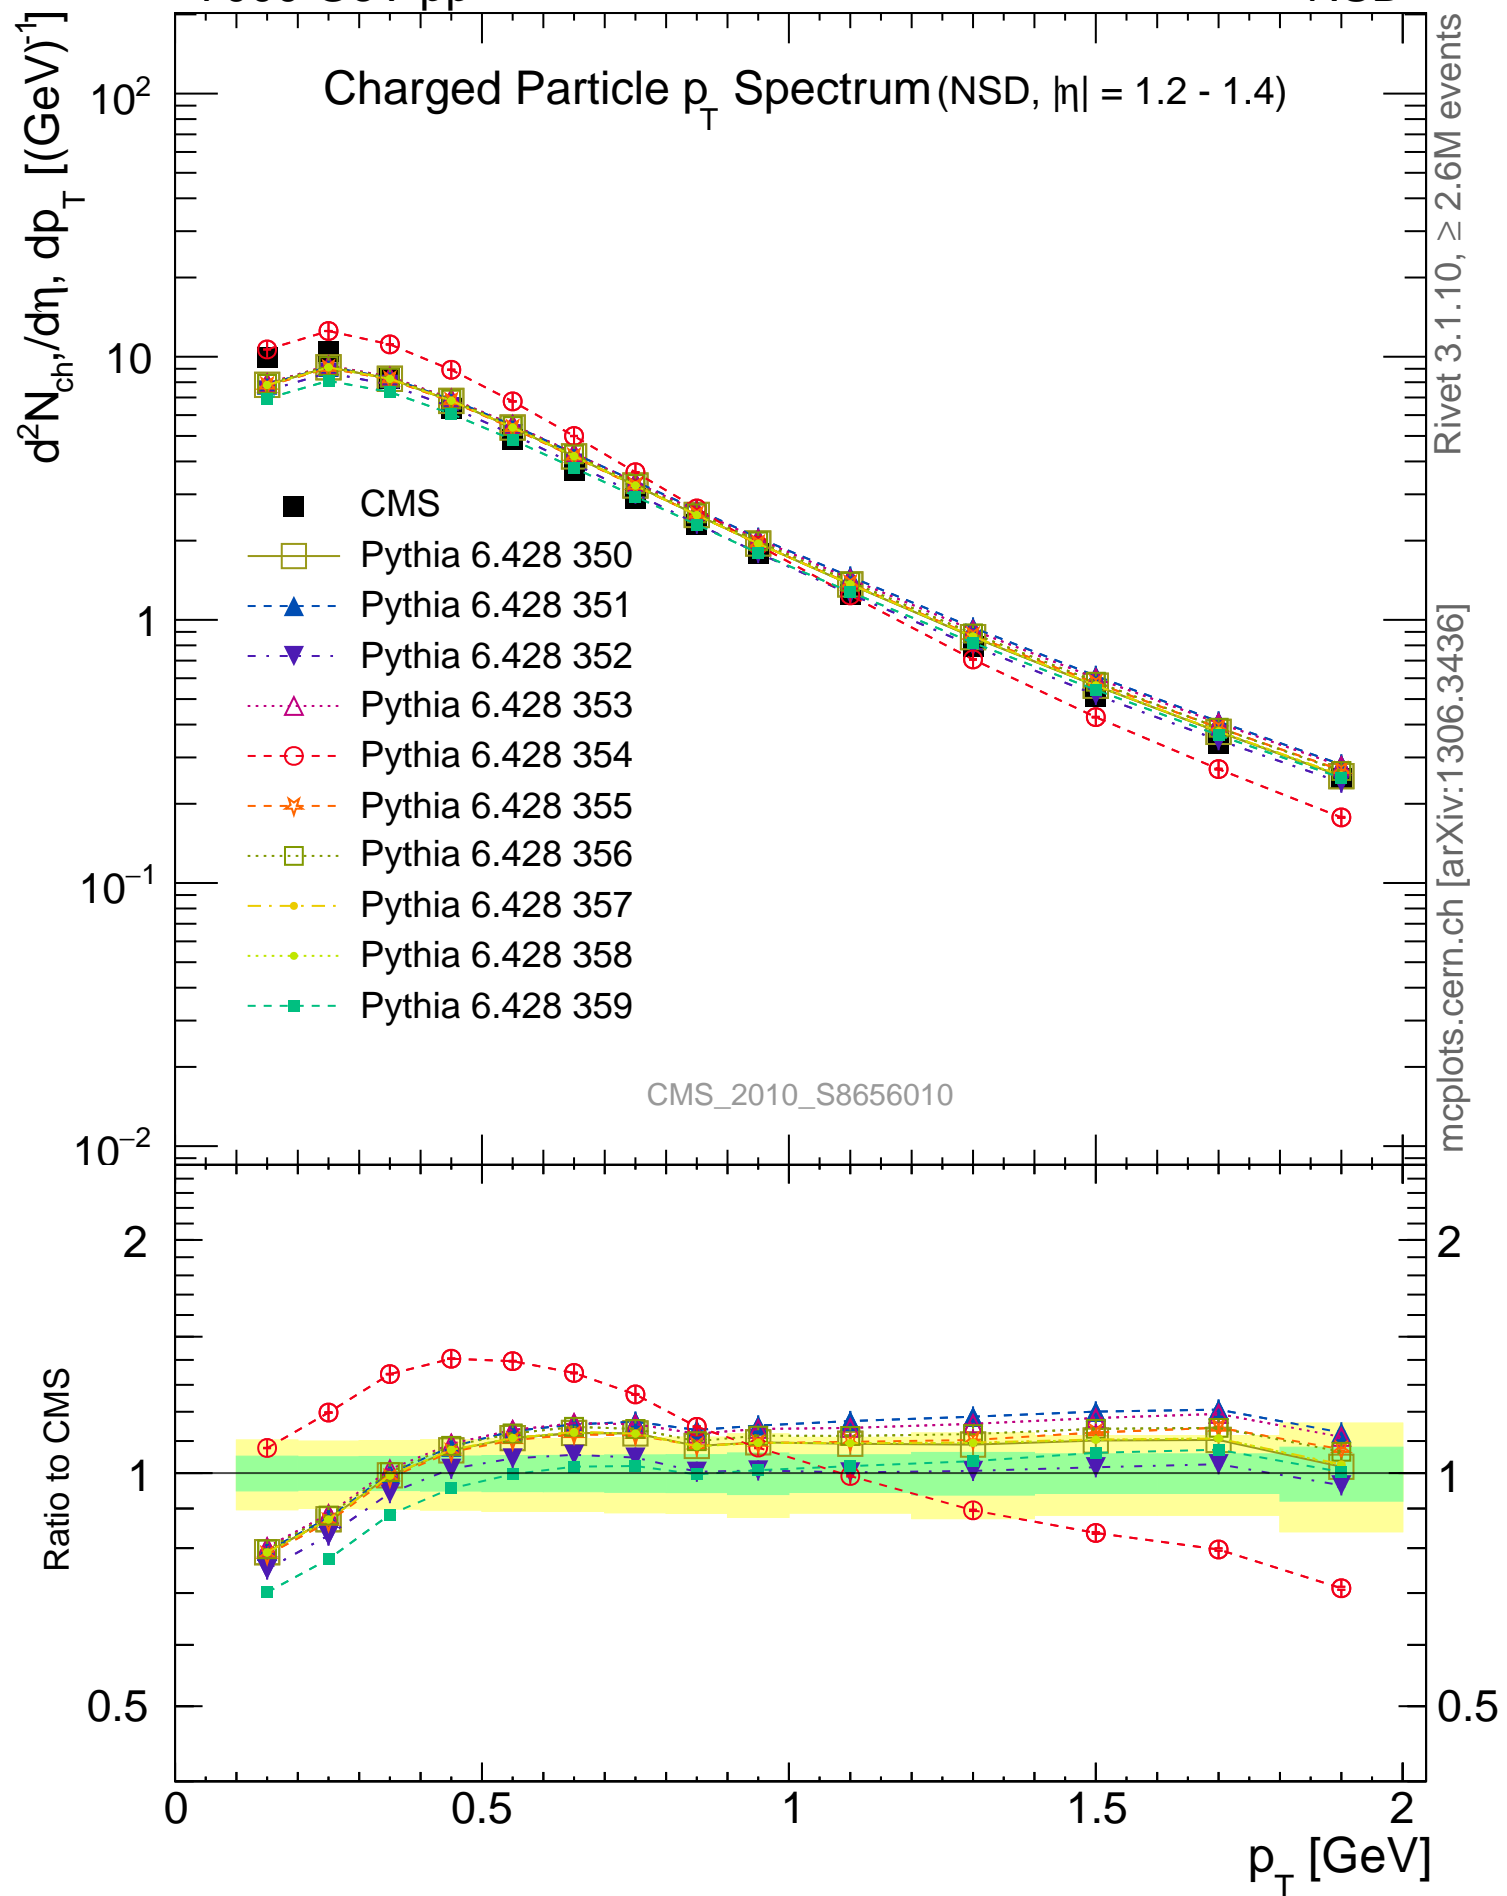 Charged Particle p_T Spectrum (NSD, |η| = 1.2 - 1.4)
d²N_ch,/dη, dp_T [(GeV)⁻¹]
10²
10
1
10⁻¹
10⁻²
CMS
Pythia 6.428 350
Pythia 6.428 351
Pythia 6.428 352
Pythia 6.428 353
Pythia 6.428 354
Pythia 6.428 355
Pythia 6.428 356
Pythia 6.428 357
Pythia 6.428 358
Pythia 6.428 359
CMS_2010_S8656010
Rivet 3.1.10, ≥ 2.6M events
mcplots.cern.ch [arXiv:1306.3436]
Ratio to CMS
2
1
0.5
2
1
0.5
0 0.5 1 1.5 2
p_T [GeV]